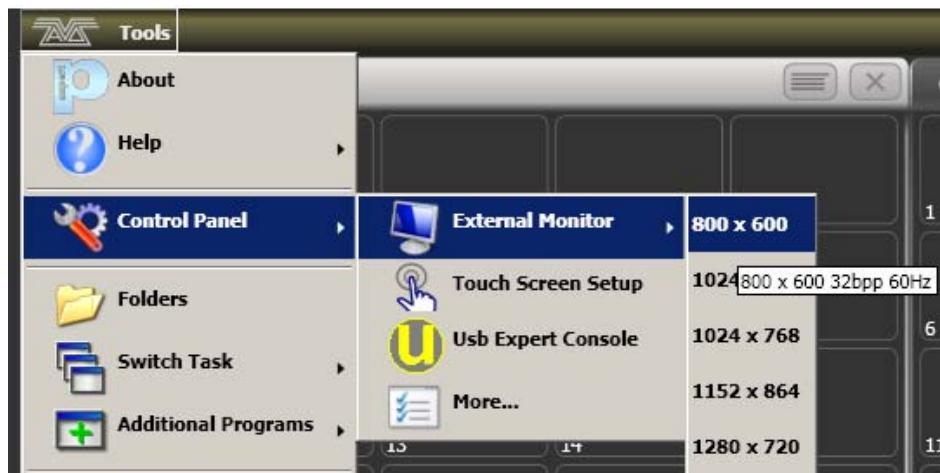 Tools
About
Help
Control Panel
External Monitor
800 x 600
1
Folders
Touch Screen Setup
1024
800 x 600 32bpp 60Hz
Usb Expert Console
1024 x 768
6
Switch Task
More...
1152 x 864
Additional Programs
13
14
1280 x 720